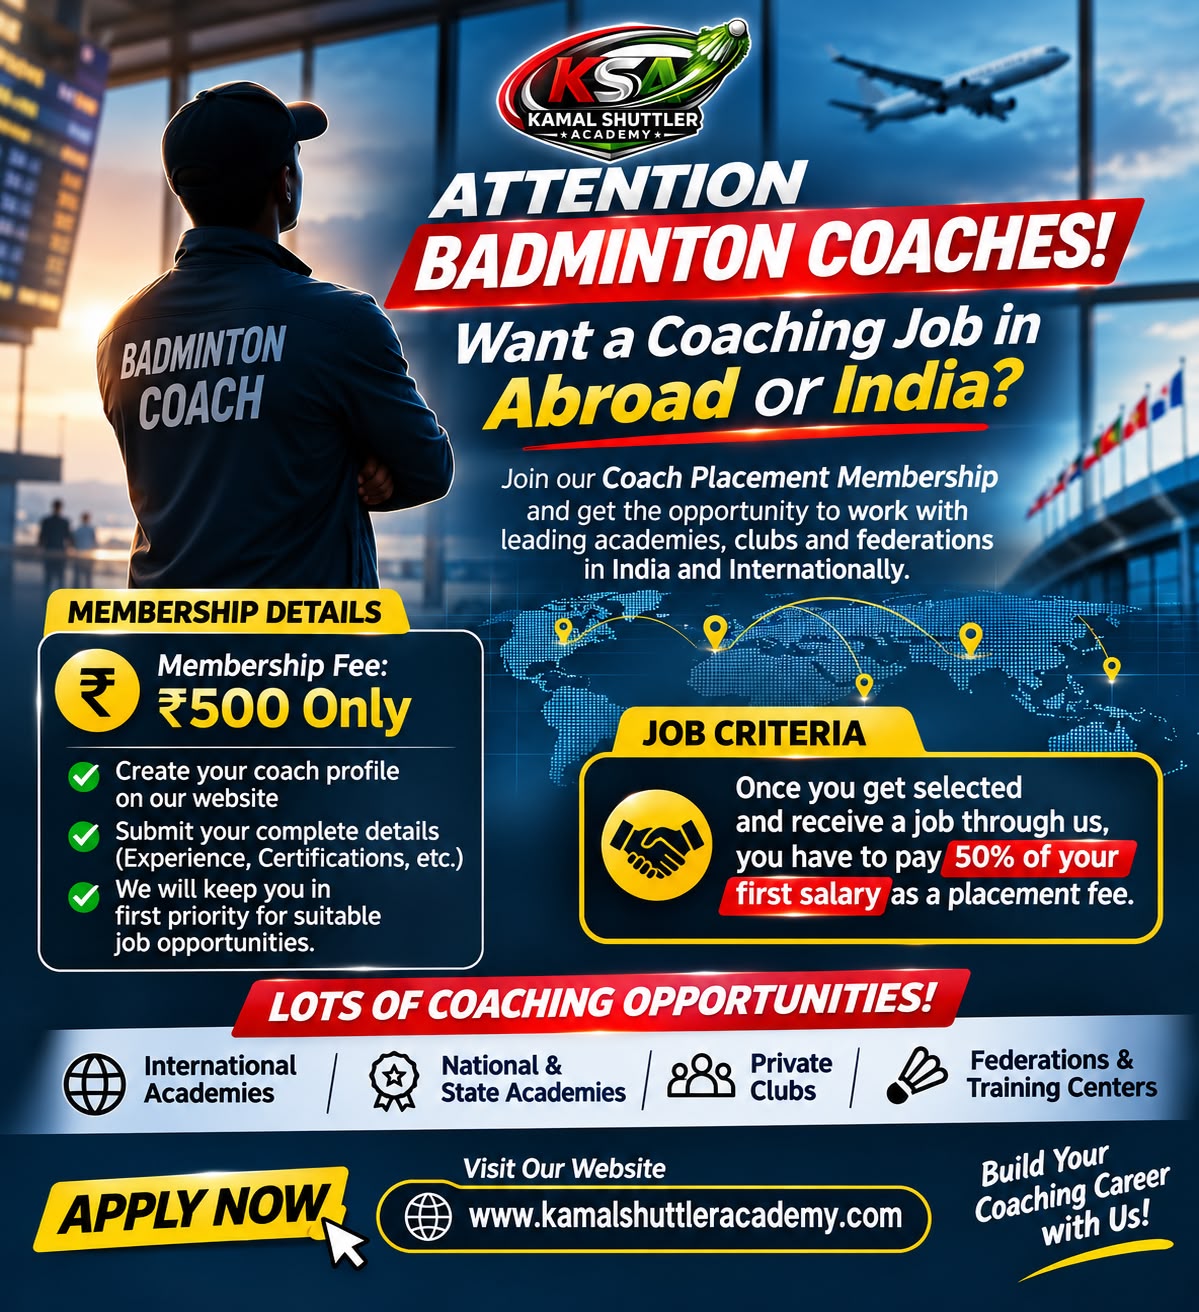 KSA
KAMAL SHUTTLER
ACADEMY
ATTENTION
BADMINTON COACHES!
Want a Coaching Job in
Abroad or India?
Join our Coach Placement Membership
and get the opportunity to work with
leading academies, clubs and federations
in India and Internationally.
BADMINTON
COACH
MEMBERSHIP DETAILS
₹
Membership Fee:
₹500 Only
Create your coach profile
on our website
Submit your complete details
(Experience, Certifications, etc.)
We will keep you in
first priority for suitable
job opportunities.
JOB CRITERIA
Once you get selected
and receive a job through us,
you have to pay 50% of your
first salary as a placement fee.
LOTS OF COACHING OPPORTUNITIES!
International
Academies
National &
State Academies
Private
Clubs
Federations &
Training Centers
APPLY NOW
Visit Our Website
www.kamalshuttleracademy.com
Build Your
Coaching Career
with Us!